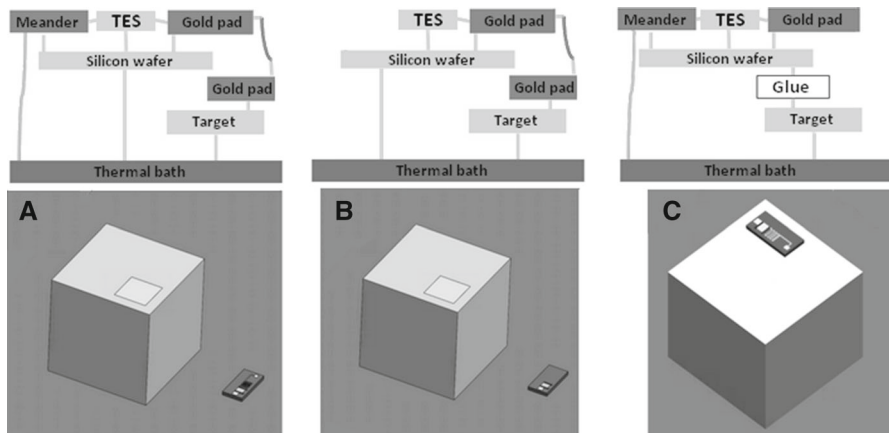 Meander TES Gold pad
Silicon wafer
Gold pad
Target
Thermal bath
A
TES Gold pad
Silicon wafer
Gold pad
Target
Thermal bath
B
Meander TES Gold pad
Silicon wafer
Glue
Target
Thermal bath
C